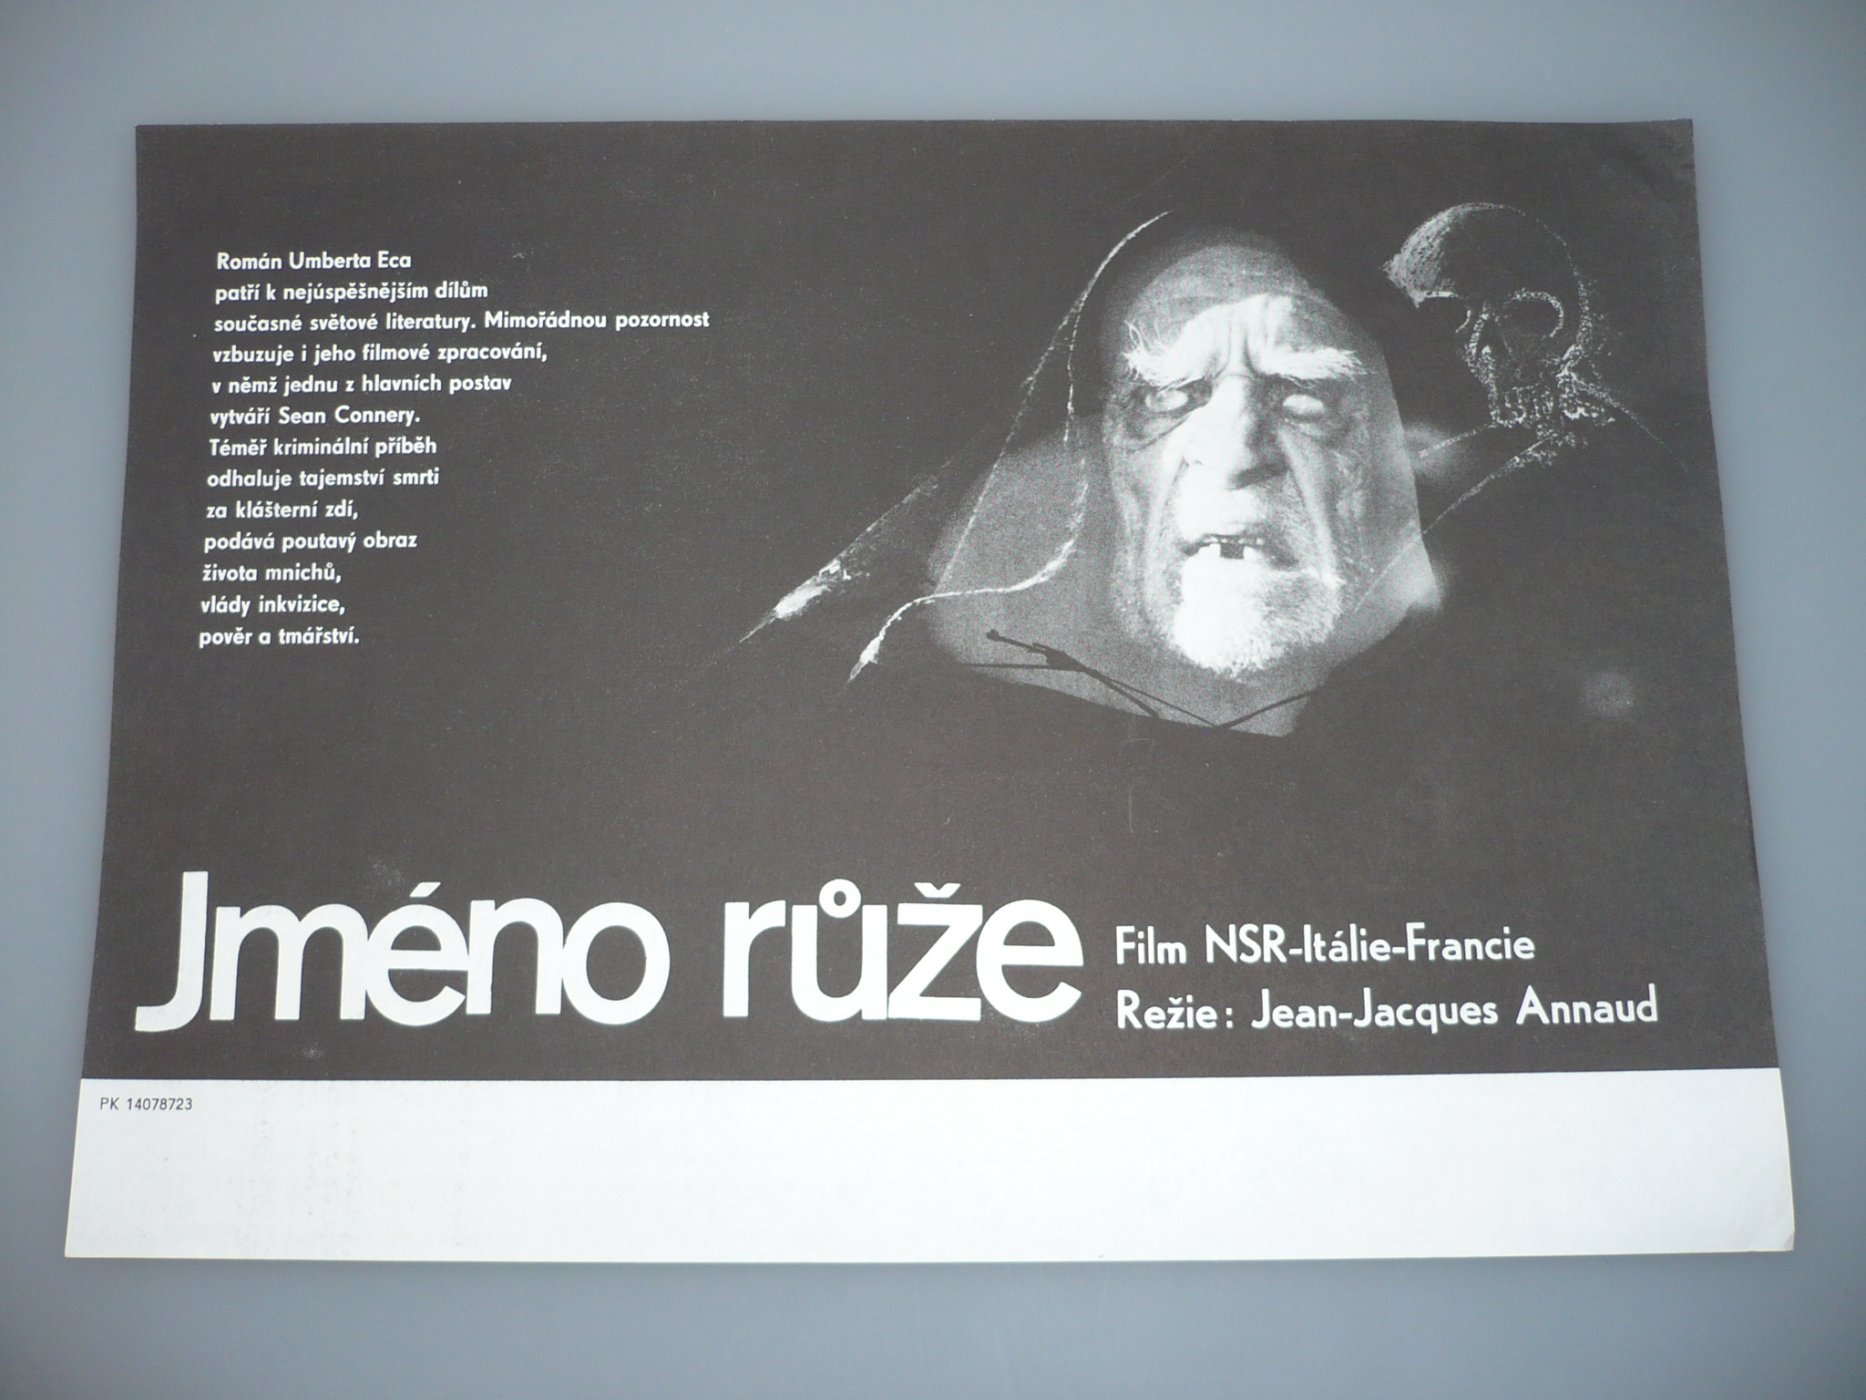 Román Umberta Eca
patří k nejúspěšnějším dílům
současné světové literatury. Mimořádnou pozornost
vzbuzuje i jeho filmové zpracování,
v němž jednu z hlavních postav
vytváří Sean Connery.
Téměř kriminální příběh
odhaluje tajemství smrti
za klášterní zdí,
podává poutavý obraz
života mnichů,
vlády inkvizice,
pověr a tmářství.
Jméno růže
Film NSR-Itálie-Francie
Režie: Jean-Jacques Annaud
PK 14078723